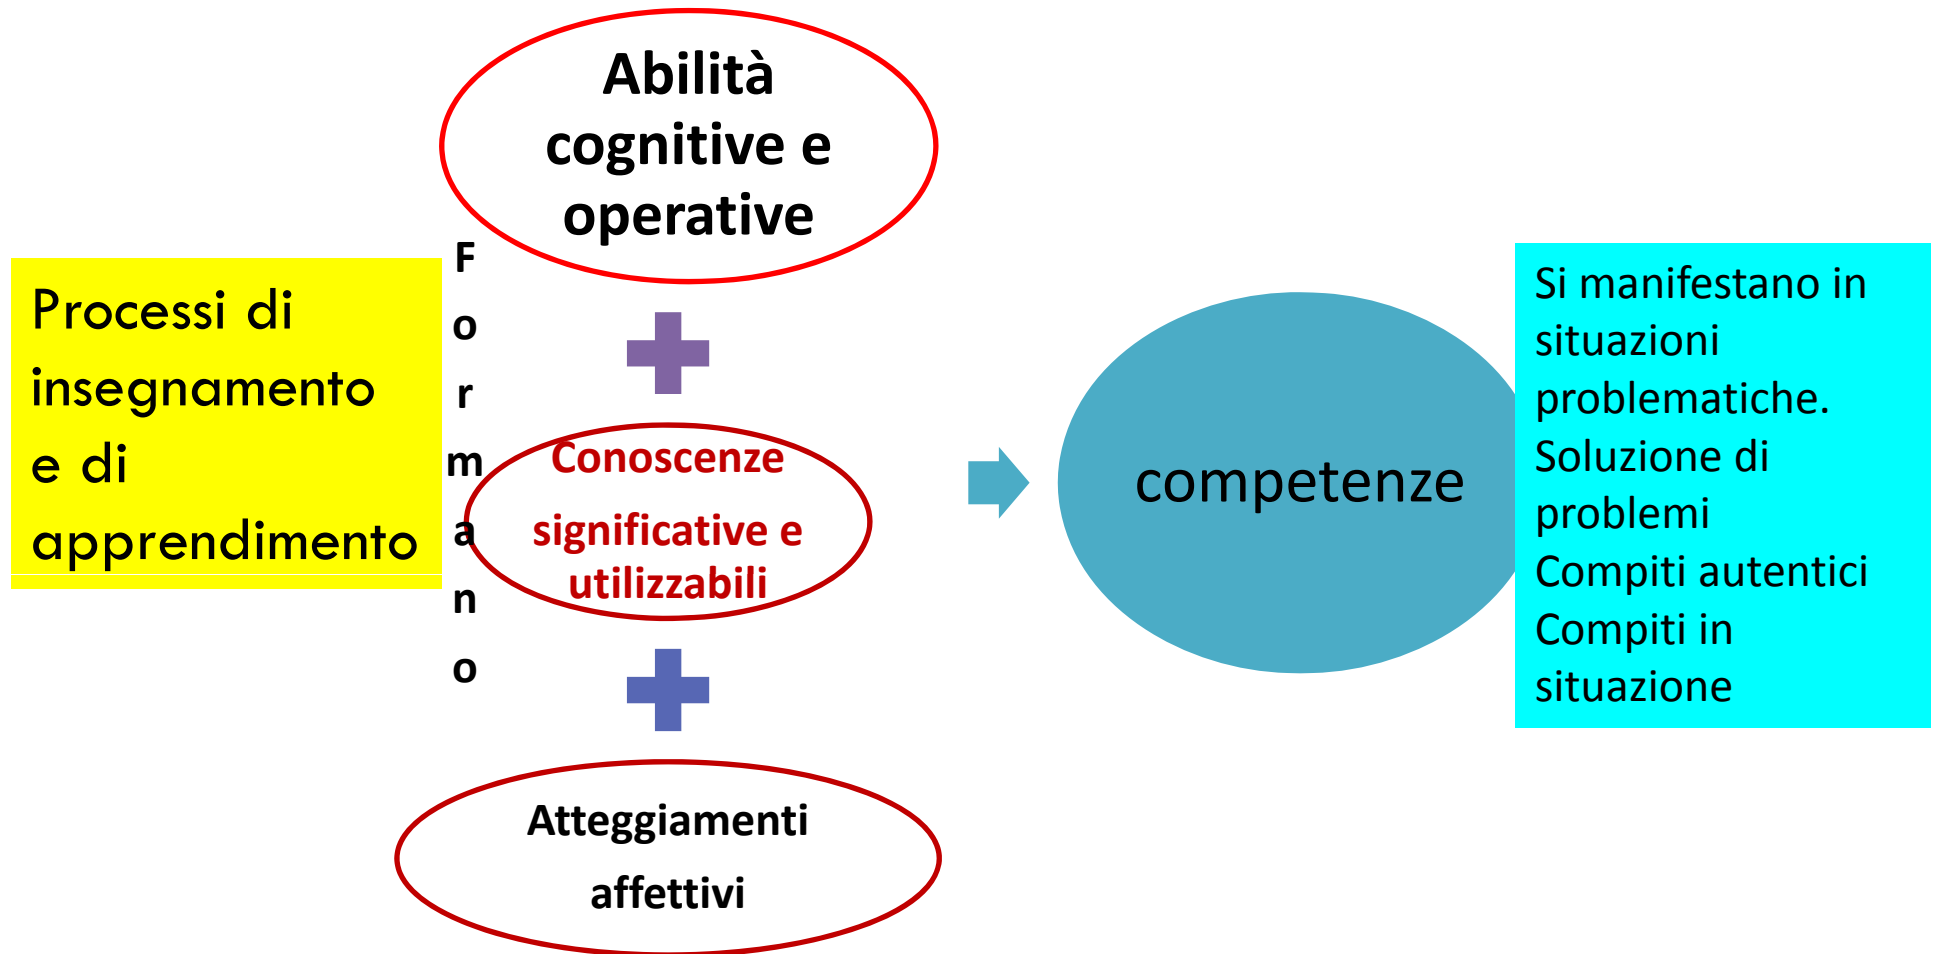 Processi di
insegnamento
e di
apprendimento
F
o
r
m
a
n
o
Abilità
cognitive e
operative
Conoscenze
significative e
utilizzabili
Atteggiamenti
affettivi
competenze
Si manifestano in
situazioni
problematiche.
Soluzione di
problemi
Compiti autentici
Compiti in
situazione